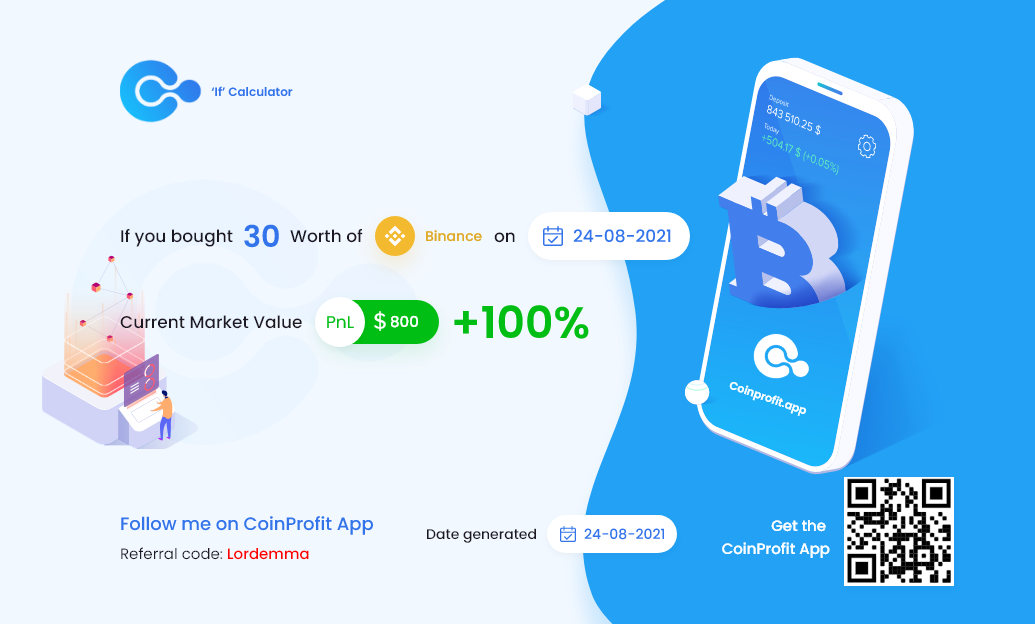 ‘If’ Calculator
If you bought 30 Worth of Binance on 24-08-2021
Current Market Value PnL $ 800 +100%
Deposit
843 510.25 $
Today
+504.17 $ (+0.05%)
Coinprofit.app
Follow me on CoinProfit App
Referral code: Lordemma
Date generated 24-08-2021
Get the
CoinProfit App